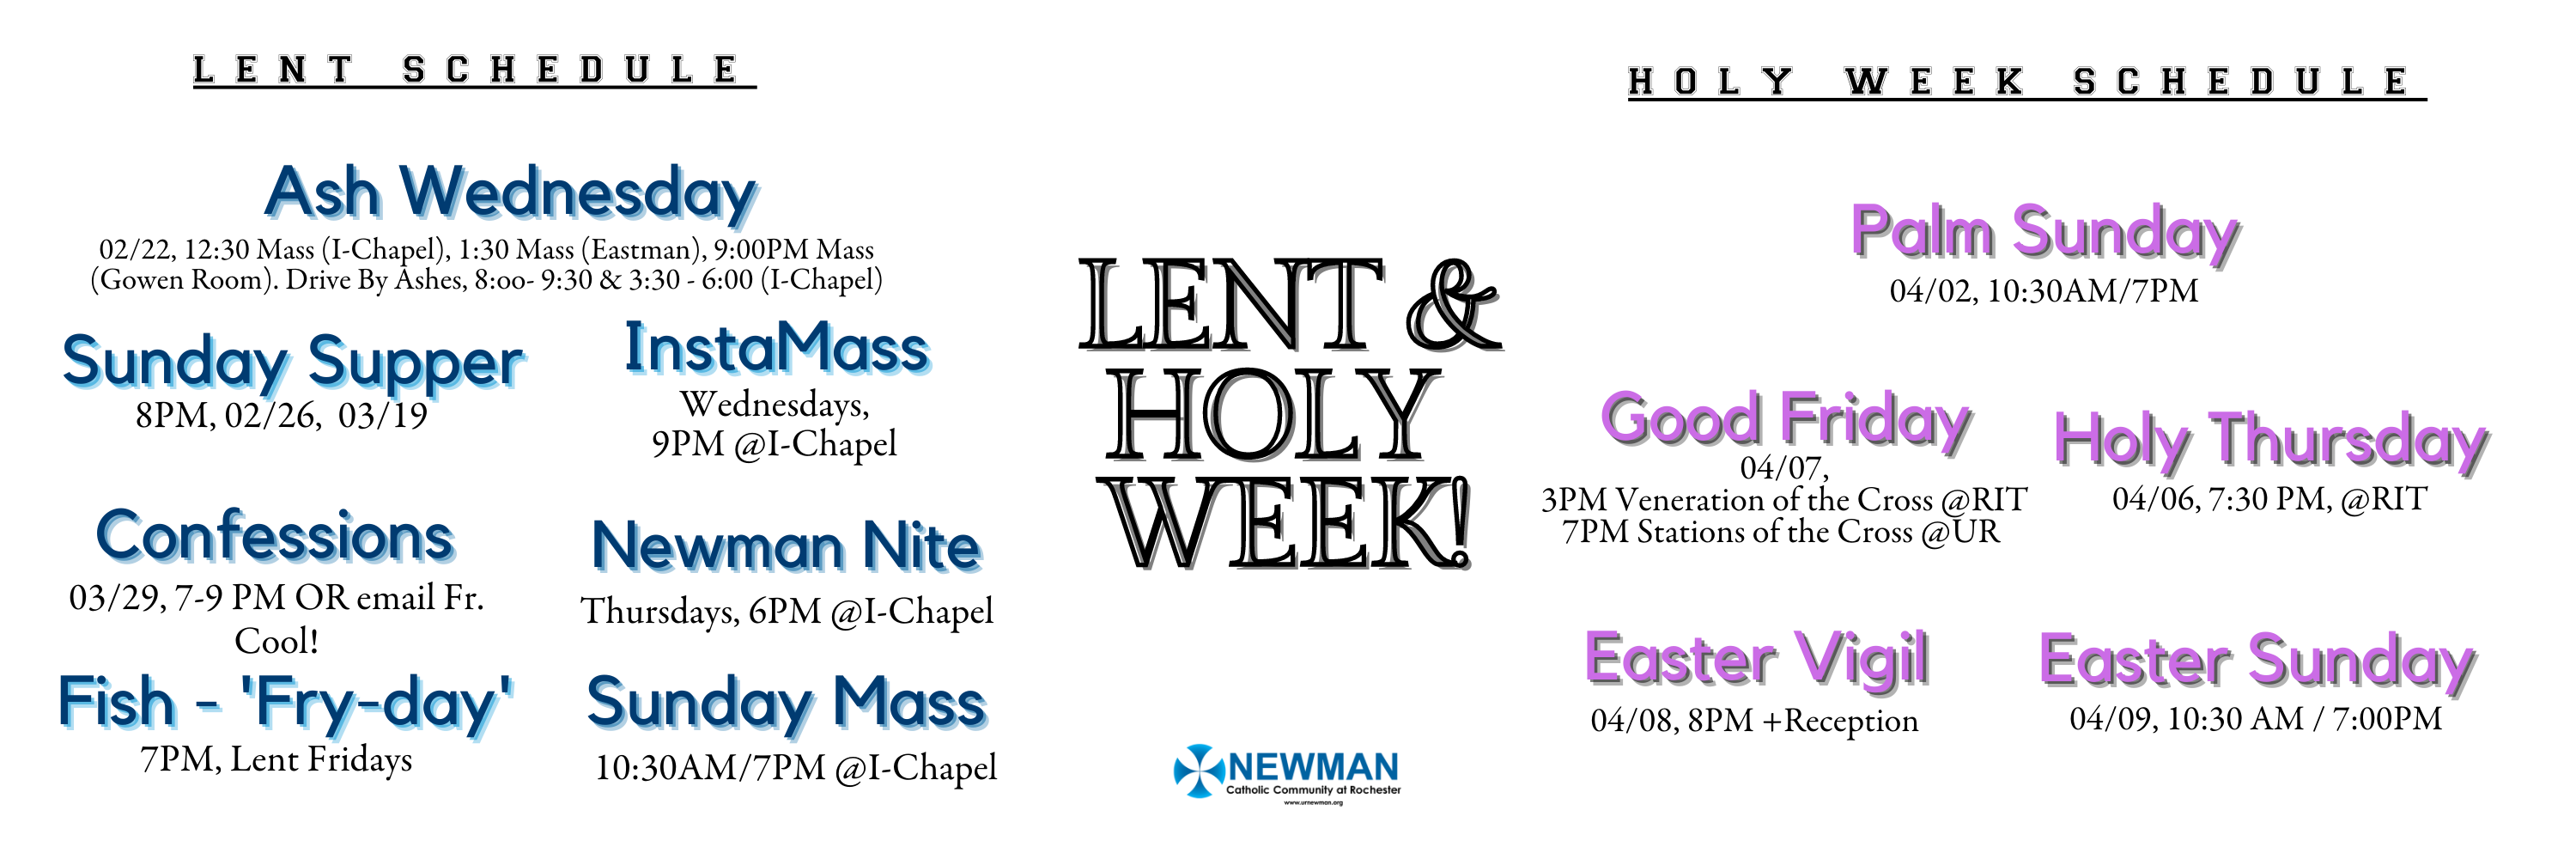 LENT SCHEDULE
Ash Wednesday
02/22, 12:30 Mass (I-Chapel), 1:30 Mass (Eastman), 9:00PM Mass
(Gowen Room). Drive By Ashes, 8:oo- 9:30 & 3:30 - 6:00 (I-Chapel)
Sunday Supper
8PM, 02/26, 03/19
InstaMass
Wednesdays,
9PM @I-Chapel
Confessions
03/29, 7-9 PM OR email Fr.
Cool!
Newman Nite
Thursdays, 6PM @I-Chapel
Fish - 'Fry-day'
7PM, Lent Fridays
Sunday Mass
10:30AM/7PM @I-Chapel
LENT &
HOLY
WEEK!
NEWMAN
Catholic Community at Rochester
www.urnewman.org
HOLY WEEK SCHEDULE
Palm Sunday
04/02, 10:30AM/7PM
Good Friday
04/07,
3PM Veneration of the Cross @RIT
7PM Stations of the Cross @UR
Holy Thursday
04/06, 7:30 PM, @RIT
Easter Vigil
04/08, 8PM +Reception
Easter Sunday
04/09, 10:30 AM / 7:00PM